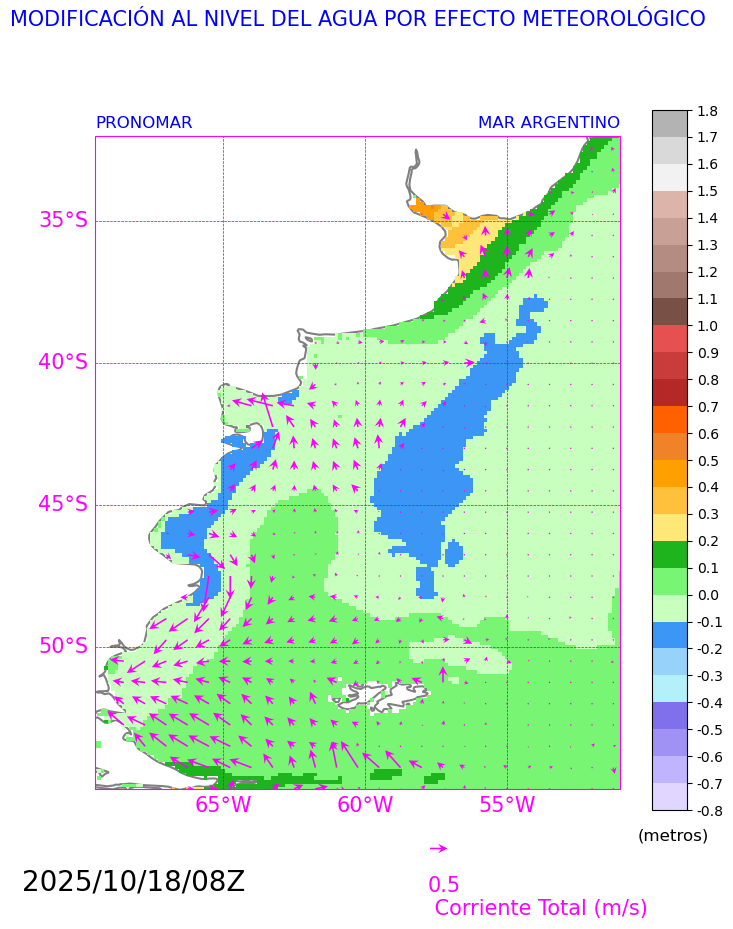 MODIFICACIÓN AL NIVEL DEL AGUA POR EFECTO METEOROLÓGICO
PRONOMAR
MAR ARGENTINO
35°S
40°S
45°S
50°S
65°W
60°W
55°W
1.8
1.7
1.6
1.5
1.4
1.3
1.2
1.1
1.0
0.9
0.8
0.7
0.6
0.5
0.4
0.3
0.2
0.1
0.0
-0.1
-0.2
-0.3
-0.4
-0.5
-0.6
-0.7
-0.8
(metros)
2025/10/18/08Z
0.5
Corriente Total (m/s)